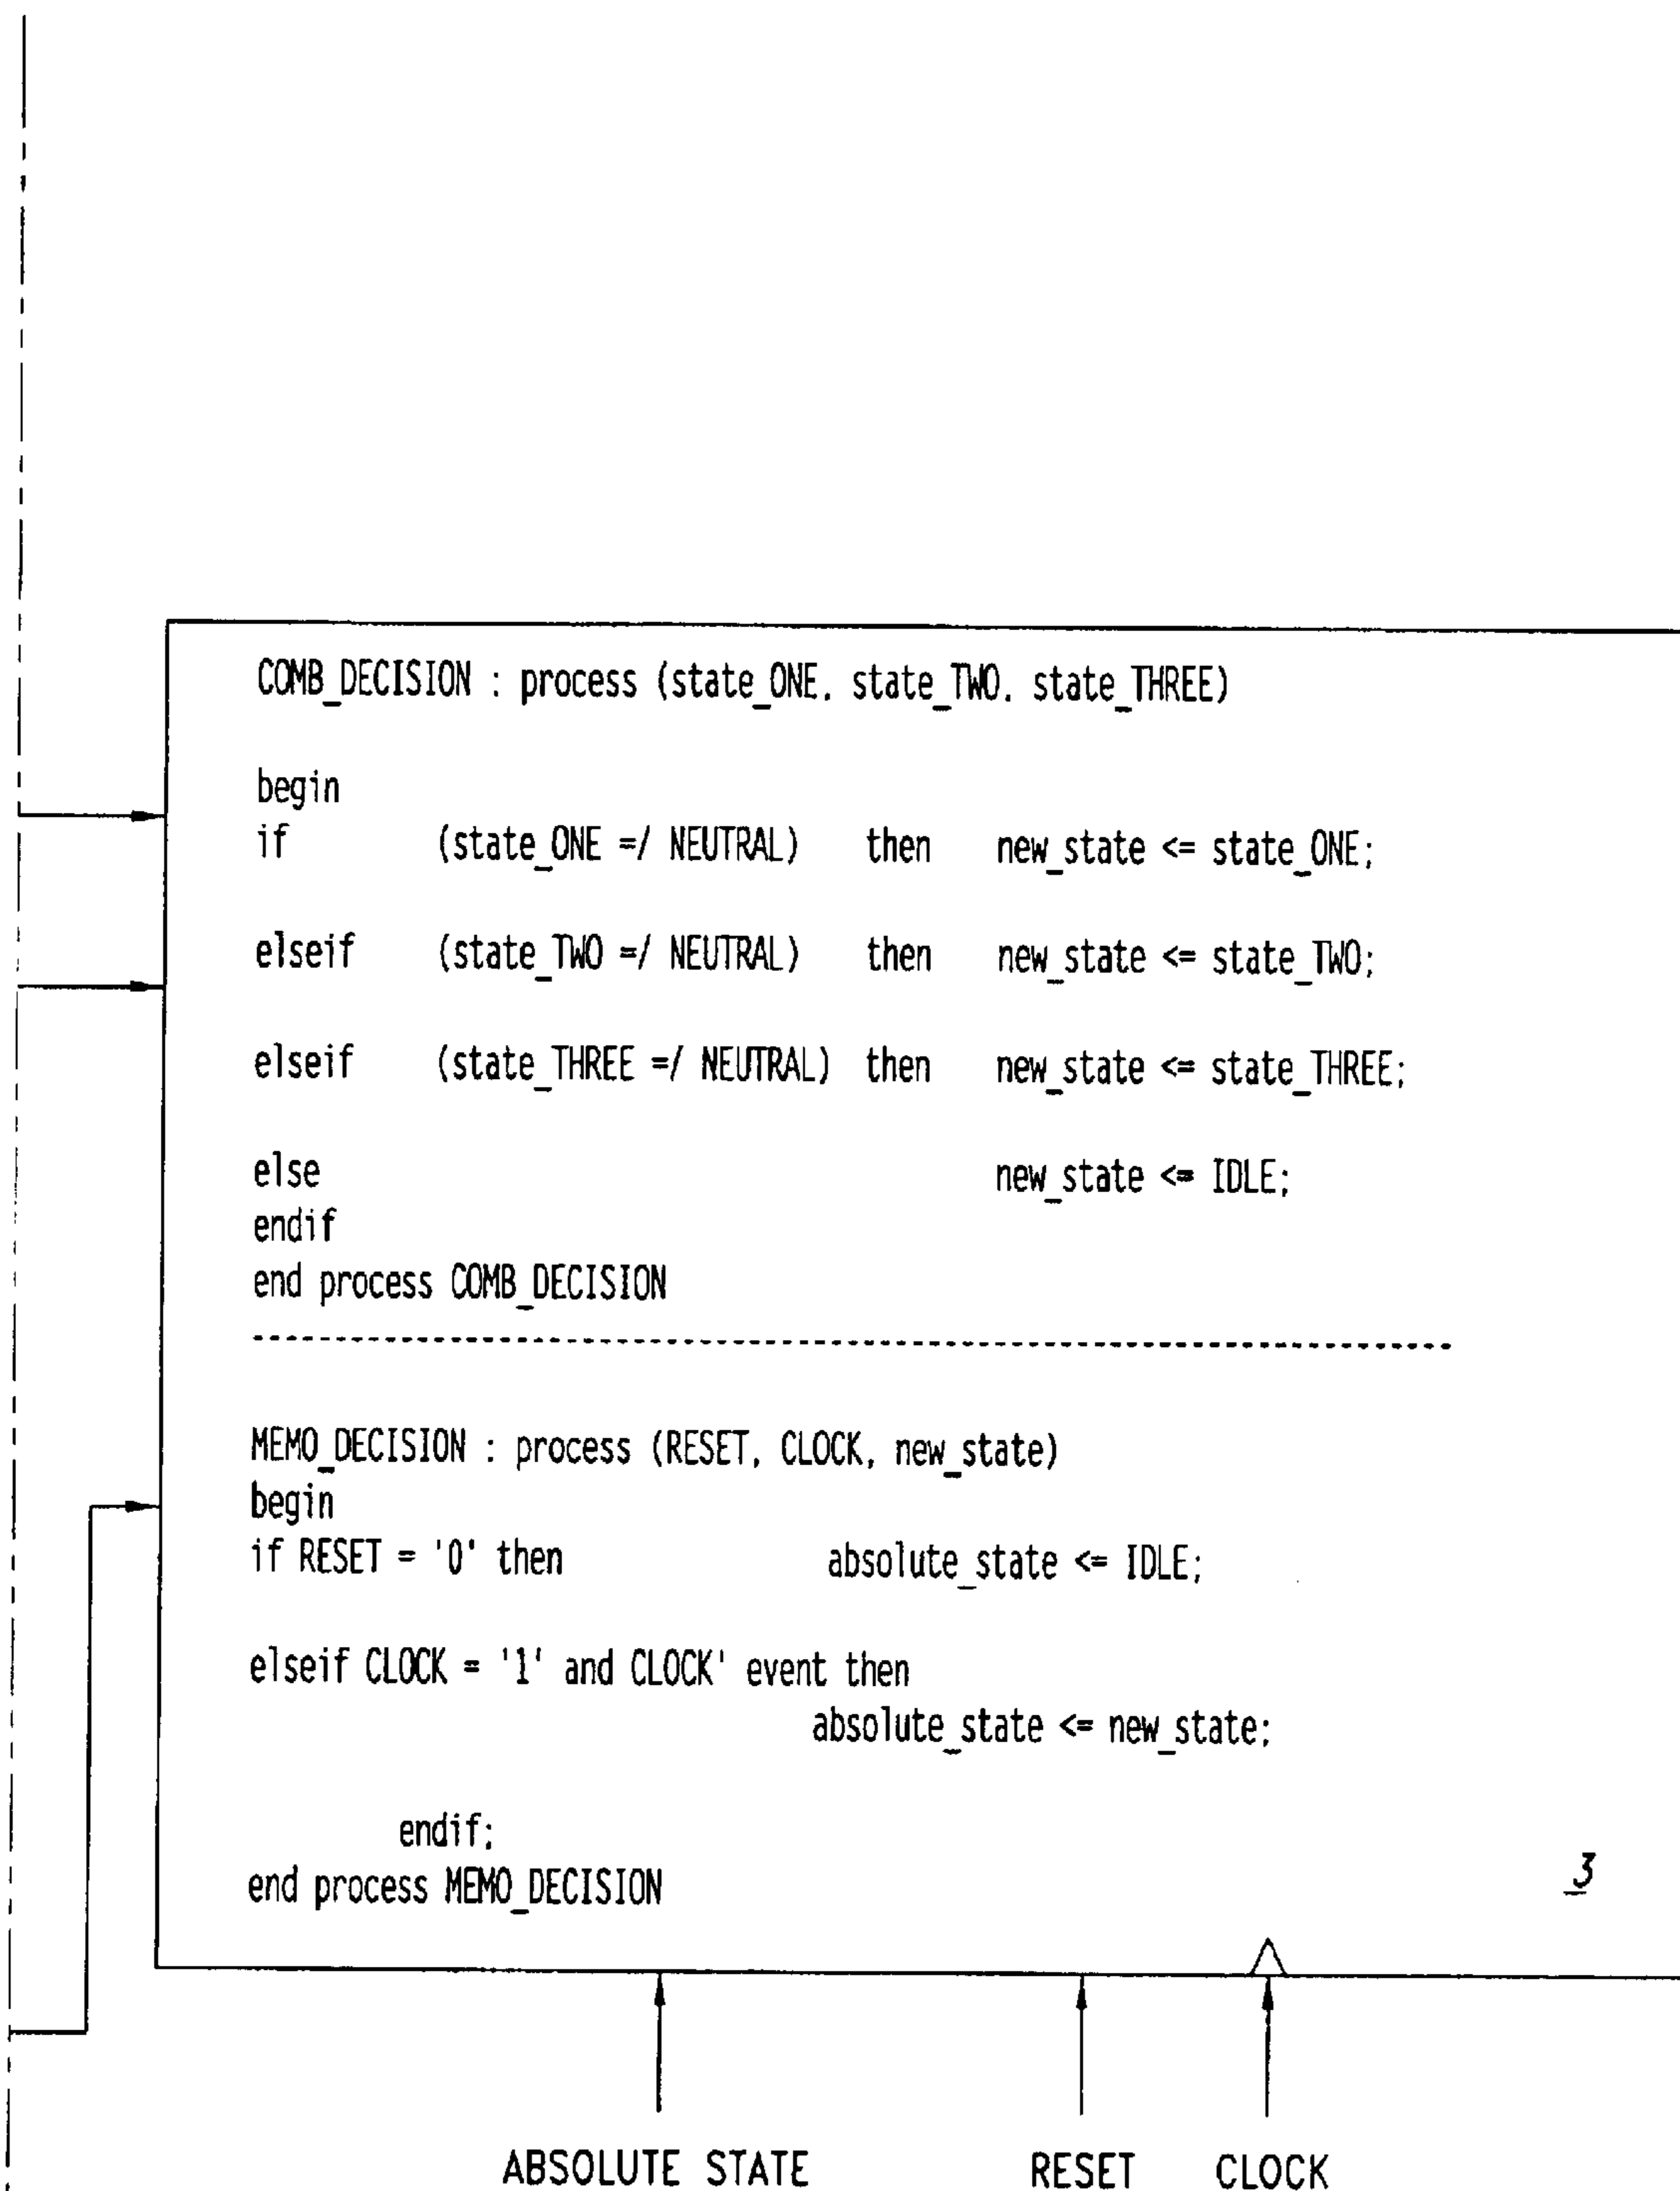 COMB_DECISION : process (state_ONE, state_TWO, state_THREE)
begin
if (state_ONE =/ NEUTRAL) then new_state <= state_ONE;
elseif (state_TWO =/ NEUTRAL) then new_state <= state_TWO;
elseif (state_THREE =/ NEUTRAL) then new_state <= state_THREE;
else new_state <= IDLE;
endif
end process COMB_DECISION
---------------------------------------------------------------------------
MEMO_DECISION : process (RESET, CLOCK, new_state)
begin
if RESET = '0' then absolute_state <= IDLE;
elseif CLOCK = '1' and CLOCK' event then
absolute_state <= new_state;
endif;
end process MEMO_DECISION
3
ABSOLUTE STATE RESET CLOCK